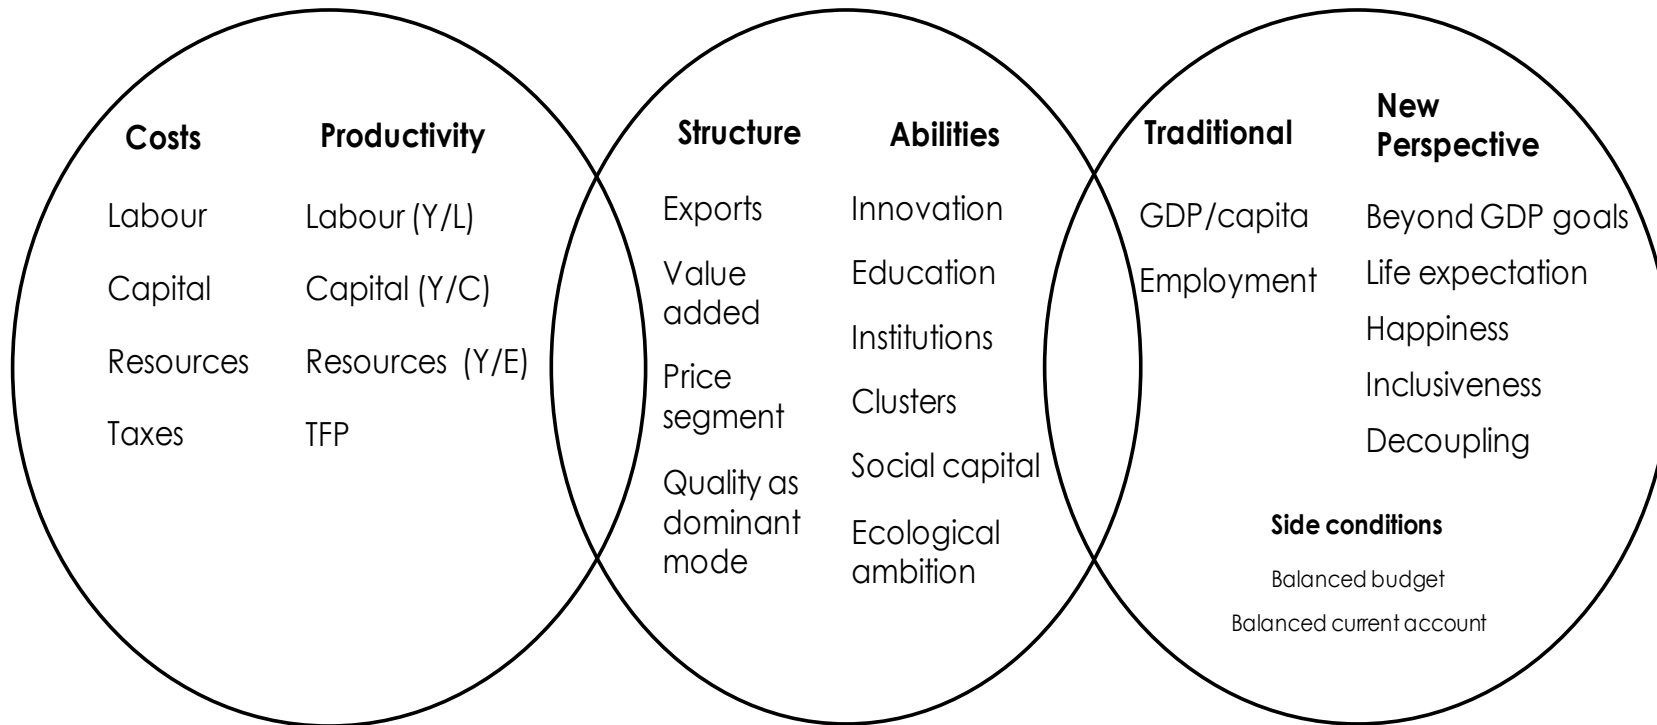 Costs
Labour
Capital
Resources
Taxes
Productivity
Labour (Y/L)
Capital (Y/C)
Resources (Y/E)
TFP
Structure
Exports
Value
added
Price
segment
Quality as
dominant
mode
Abilities
Innovation
Education
Institutions
Clusters
Social capital
Ecological
ambition
Traditional
GDP/capita
Employment
New
Perspective
Beyond GDP goals
Life expectation
Happiness
Inclusiveness
Decoupling
Side conditions
Balanced budget
Balanced current account